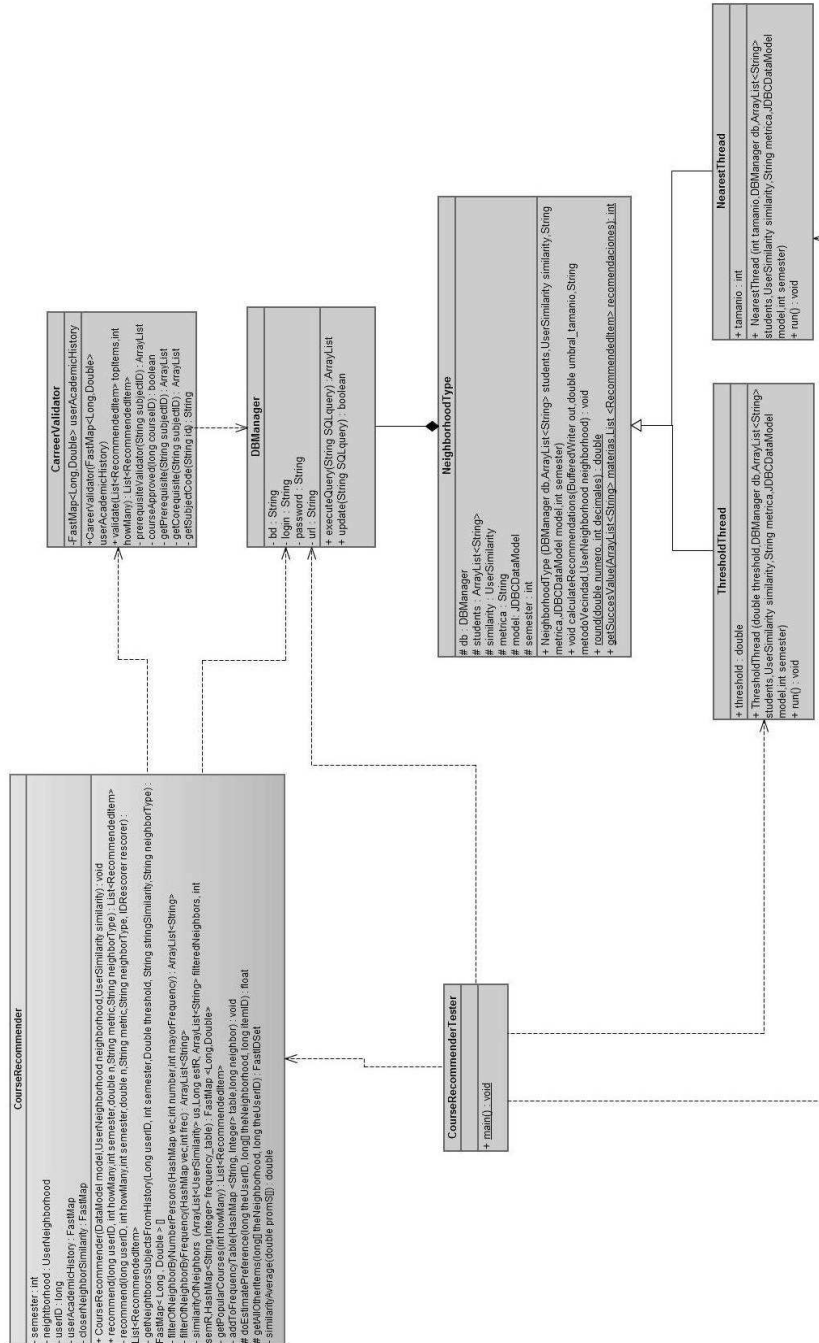 CourseRecommender
- semester : int
- neightborhood : UserNeighborhood
- userID : long
- userAcademicHistory : FastMap
- closerNeighborSimilarity : FastMap
+ CourseRecommender(DataModel model,UserNeighborhood neighborhood,UserSimilarity similarity) : void
+ recommend(long userID, int howMany,int semester,double n,String metric,String neighborType) : List<RecommendedItem>
- recommend(long userID, int howMany,int semester,double n,String metric,String neighborType, IDRescorer rescorer) :
List<RecommendedItem>
- getNeightborsSubjectsFromHistory(Long userID, int semester,Double threshold, String stringSimilarity,String neighborType) :
FastMap< Long, Double > []
- filterOfNeighborByNumberPersons(HashMap vec,int number,int mayorFrequency) : ArrayList<String>
- filterOfNeighborByFrequency(HashMap vec,int frec) : ArrayList<String>
- similarityOfNeighbors (ArrayList<UserSimilarity> us,Long estR, ArrayList<String> filteredNeighbors, int
semR,HashMap<String,Integer> frequency_table) : FastMap <Long,Double>
- getPopularCourses(int howMany) : List<RecommendedItem>
- addToFrequencyTable(HashMap <String, Integer> table,long neighbor) : void
# doEstimatePreference(long theUserID, long[] theNeighborhood, long itemID) : float
# getAllOtherItems(long[] theNeighborhood, long theUserID) : FastIDSet
- similarityAverage(double promS[]) : double
CarreerValidator
-FastMap<Long,Double> userAcademicHistory
+CareerValidator(FastMap<Long,Double>
userAcademicHistory)
+ validate(List<RecommendedItem> topItems,int
howMany) : List<RecommendedItem>
- prerequisiteValidator(String subjectID) : ArrayList
- courseApproved(long courseID) : boolean
- getPrerequisite(String subjectID) : ArrayList
- getCorequisite(String subjectID) : ArrayList
- getSubjectCode(String id) : String
DBManager
- bd : String
- login : String
- password : String
- url : String
+ executeQuery(String SQLquery) : ArrayList
+ update(String SQLquery) : boolean
CourseRecommenderTester
+ main() : void
NeighborhoodType
# db : DBManager
# students : ArrayList<String>
# similarity : UserSimilarity
# metrica : String
# model: JDBCDataModel
# semester : int
+ NeighborhoodType (DBManager db,ArrayList<String> students,UserSimilarity similarity,String
metrica,JDBCDataModel model,int semester)
+ void calculateRecommendations(BufferedWriter out,double umbral_tamanio,String
metodoVecindad,UserNeighborhood neighborhood) : void
+ round(double numero, int decimales) : double
+ getSuccesValue(ArrayList<String> materias,List <RecommendedItem> recomendaciones): int
ThresholdThread
+ threshold : double
+ ThresholdThread (double threshold,DBManager db,ArrayList<String>
students,UserSimilarity similarity,String metrica,JDBCDataModel
model,int semester)
+ run() : void
NearestThread
+ tamanio : int
+ NearestThread (int tamanio,DBManager db,ArrayList<String>
students,UserSimilarity similarity,String metrica,JDBCDataModel
model,int semester)
+ run() : void